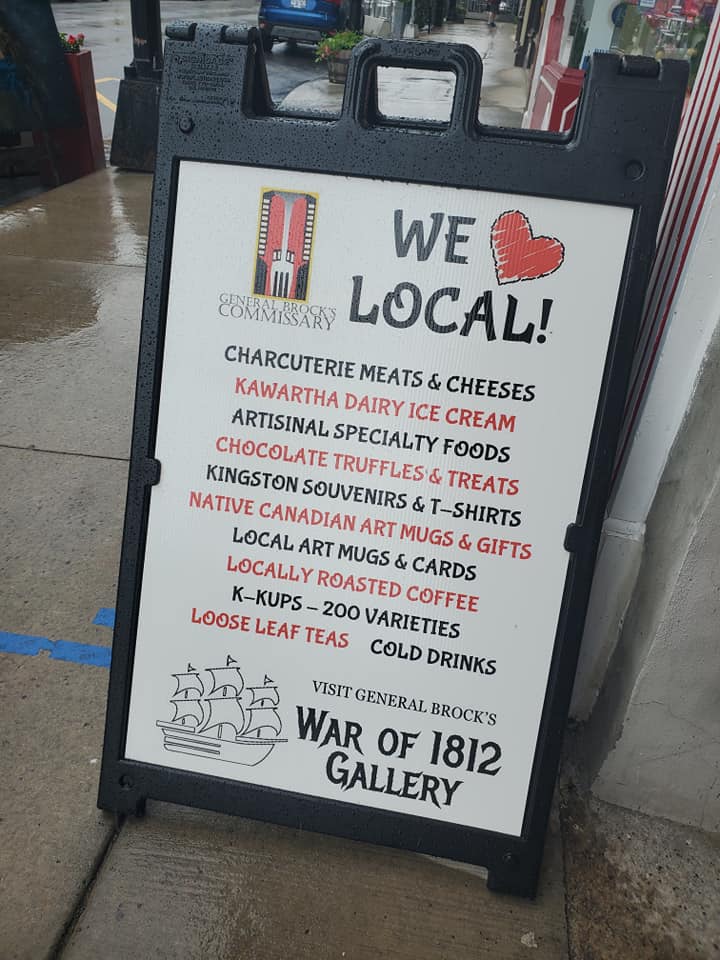 WE
LOCAL!
GENERAL BROCK'S
COMMISSARY
CHARCUTERIE MEATS & CHEESES
KAWARTHA DAIRY ICE CREAM
ARTISINAL SPECIALTY FOODS
CHOCOLATE TRUFFLES & TREATS
KINGSTON SOUVENIRS & T-SHIRTS
NATIVE CANADIAN ART MUGS & GIFTS
LOCAL ART MUGS & CARDS
LOCALLY ROASTED COFFEE
K-KUPS - 200 VARIETIES
LOOSE LEAF TEAS COLD DRINKS
VISIT GENERAL BROCK'S
WAR OF 1812
GALLERY